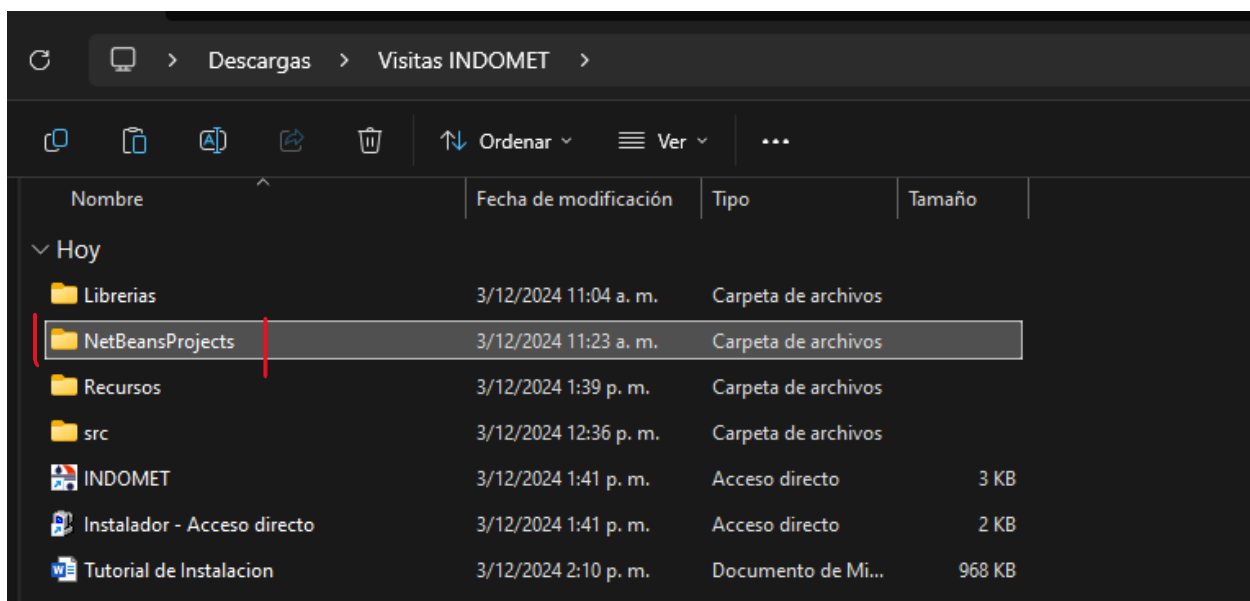 Descargas > Visitas INDOMET >
Ordenar Ver
Nombre Fecha de modificación Tipo Tamaño
Hoy
Librerias 3/12/2024 11:04 a. m. Carpeta de archivos
NetBeansProjects 3/12/2024 11:23 a. m. Carpeta de archivos
Recursos 3/12/2024 1:39 p. m. Carpeta de archivos
src 3/12/2024 12:36 p. m. Carpeta de archivos
INDOMET 3/12/2024 1:41 p. m. Acceso directo 3 KB
Instalador - Acceso directo 3/12/2024 1:41 p. m. Acceso directo 2 KB
Tutorial de Instalacion 3/12/2024 2:10 p. m. Documento de Mi... 968 KB